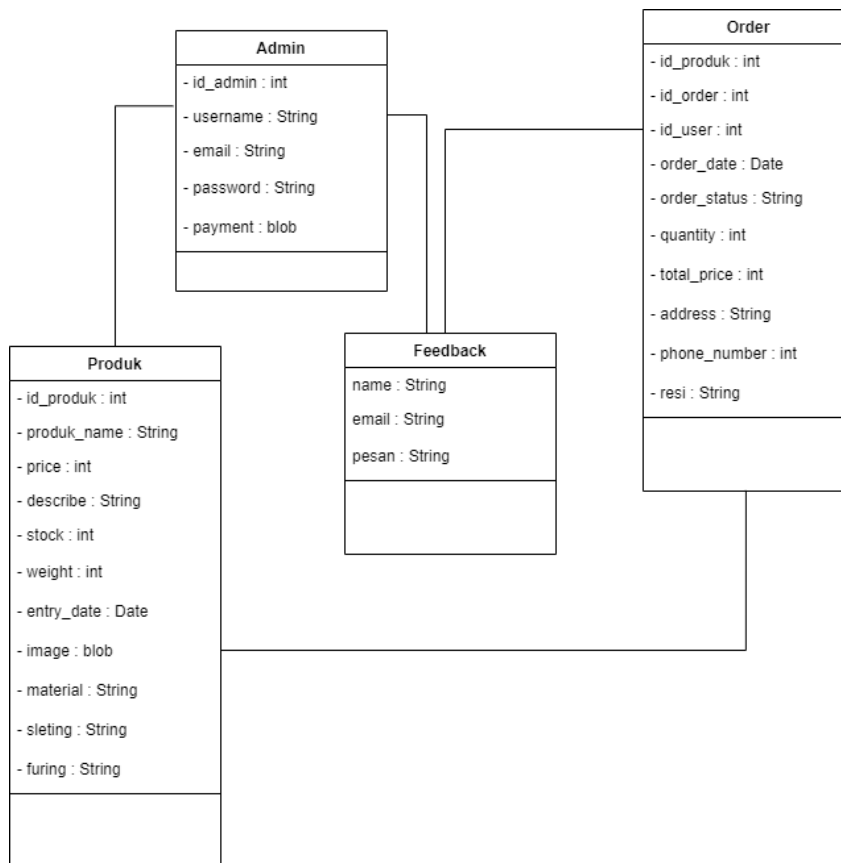 Admin
- id_admin : int
- username : String
- email : String
- password : String
- payment : blob
Order
- id_produk : int
- id_order : int
- id_user : int
- order_date : Date
- order_status : String
- quantity : int
- total_price : int
- address : String
- phone_number : int
- resi : String
Produk
- id_produk : int
- produk_name : String
- price : int
- describe : String
- stock : int
- weight : int
- entry_date : Date
- image : blob
- material : String
- sleting : String
- furing : String
Feedback
name : String
email : String
pesan : String